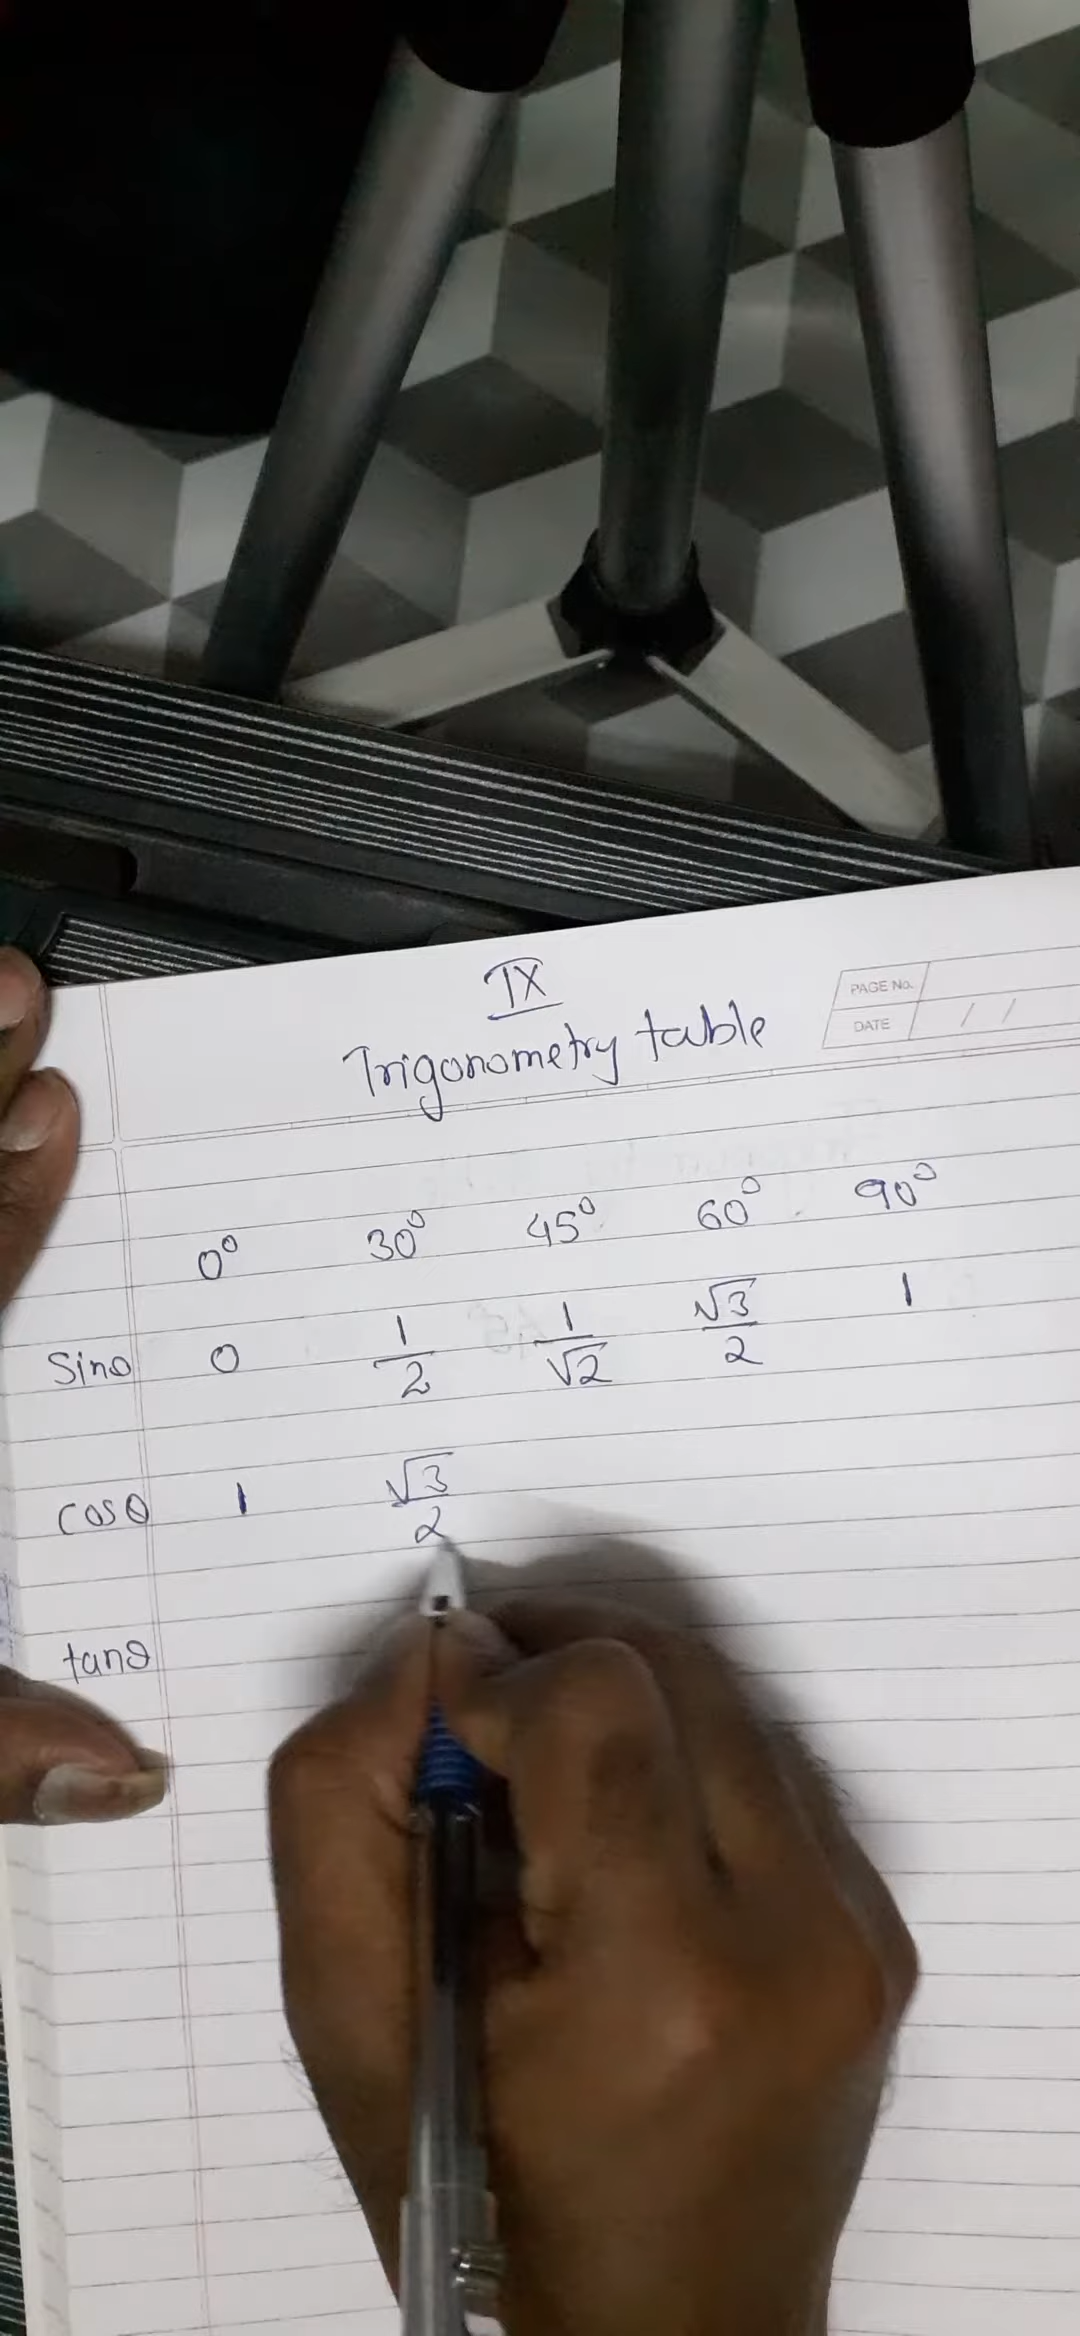 IX
Trigonometry table
PAGE No.
DATE / /
0° 30° 45° 60° 90°
Sinθ 0 1/2 1/√2 √3/2 1
cosθ 1 √3/2
tanθ